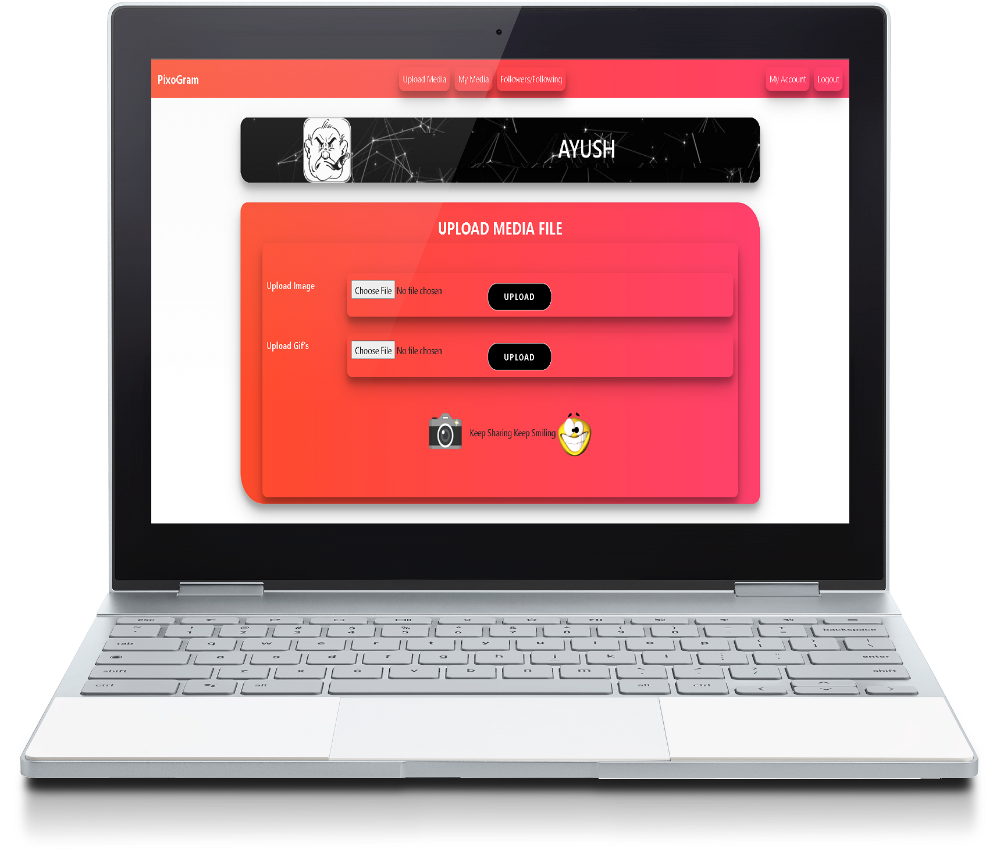 PixoGram Upload Media My Media Followers/Following My Account Logout
AYUSH
UPLOAD MEDIA FILE
Upload Image Choose File No file chosen UPLOAD
Upload Gif's Choose File No file chosen UPLOAD
Keep Sharing Keep Smiling
esc
~ ! @ # $ % ^ & * ( ) - +
` 1 2 3 4 5 6 7 8 9 0 = backspace
tab q w e r t y u i o p { [ } ] | \
a s d f g h j k l : ; " ' enter
shift z x c v b n m < , > . ? / shift
ctrl alt alt ctrl